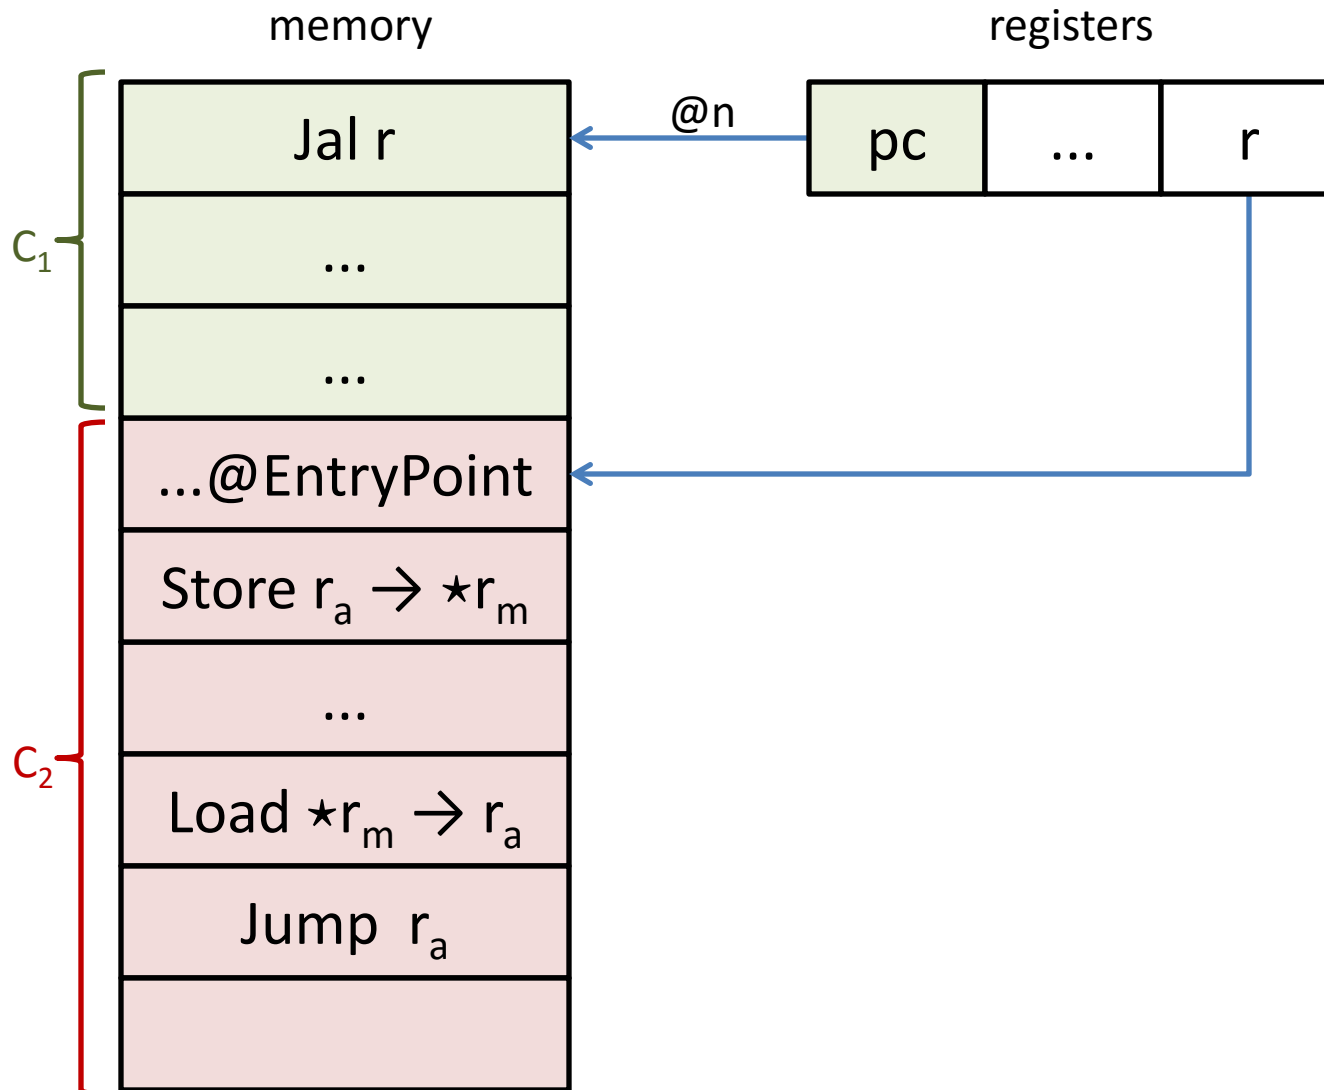 memory
registers
Jal r
@n
pc
...
r
C₁
...
...
...@EntryPoint
Store rₐ → ⋆rₘ
...
C₂
Load ⋆rₘ → rₐ
Jump rₐ